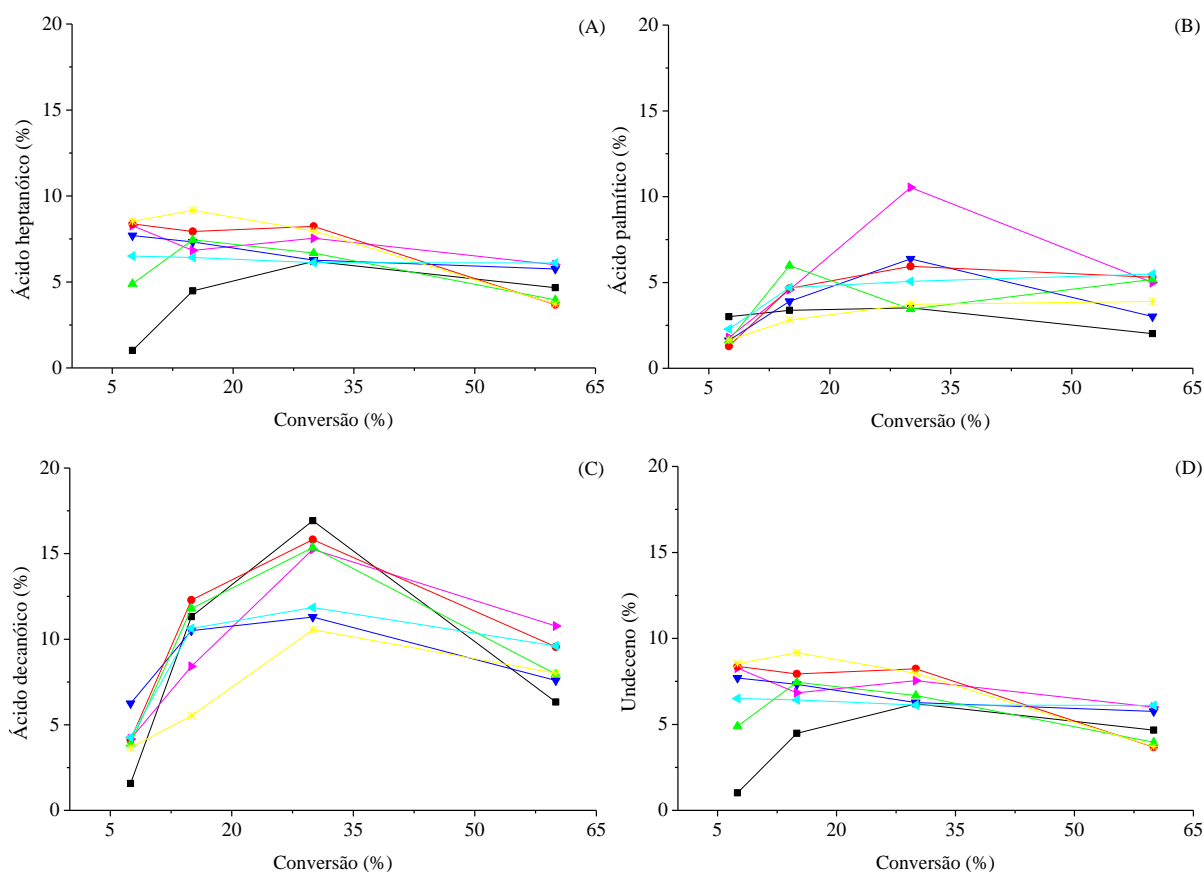 (A)
Ácido heptanóico (%)
20
15
10
5
0
5 20 35 50 65
Conversão (%)
(B)
Ácido palmítico (%)
20
15
10
5
0
5 20 35 50 65
Conversão (%)
(C)
Ácido decanóico (%)
20
15
10
5
0
5 20 35 50 65
Conversão (%)
(D)
Undeceno (%)
20
15
10
5
0
5 20 35 50 65
Conversão (%)